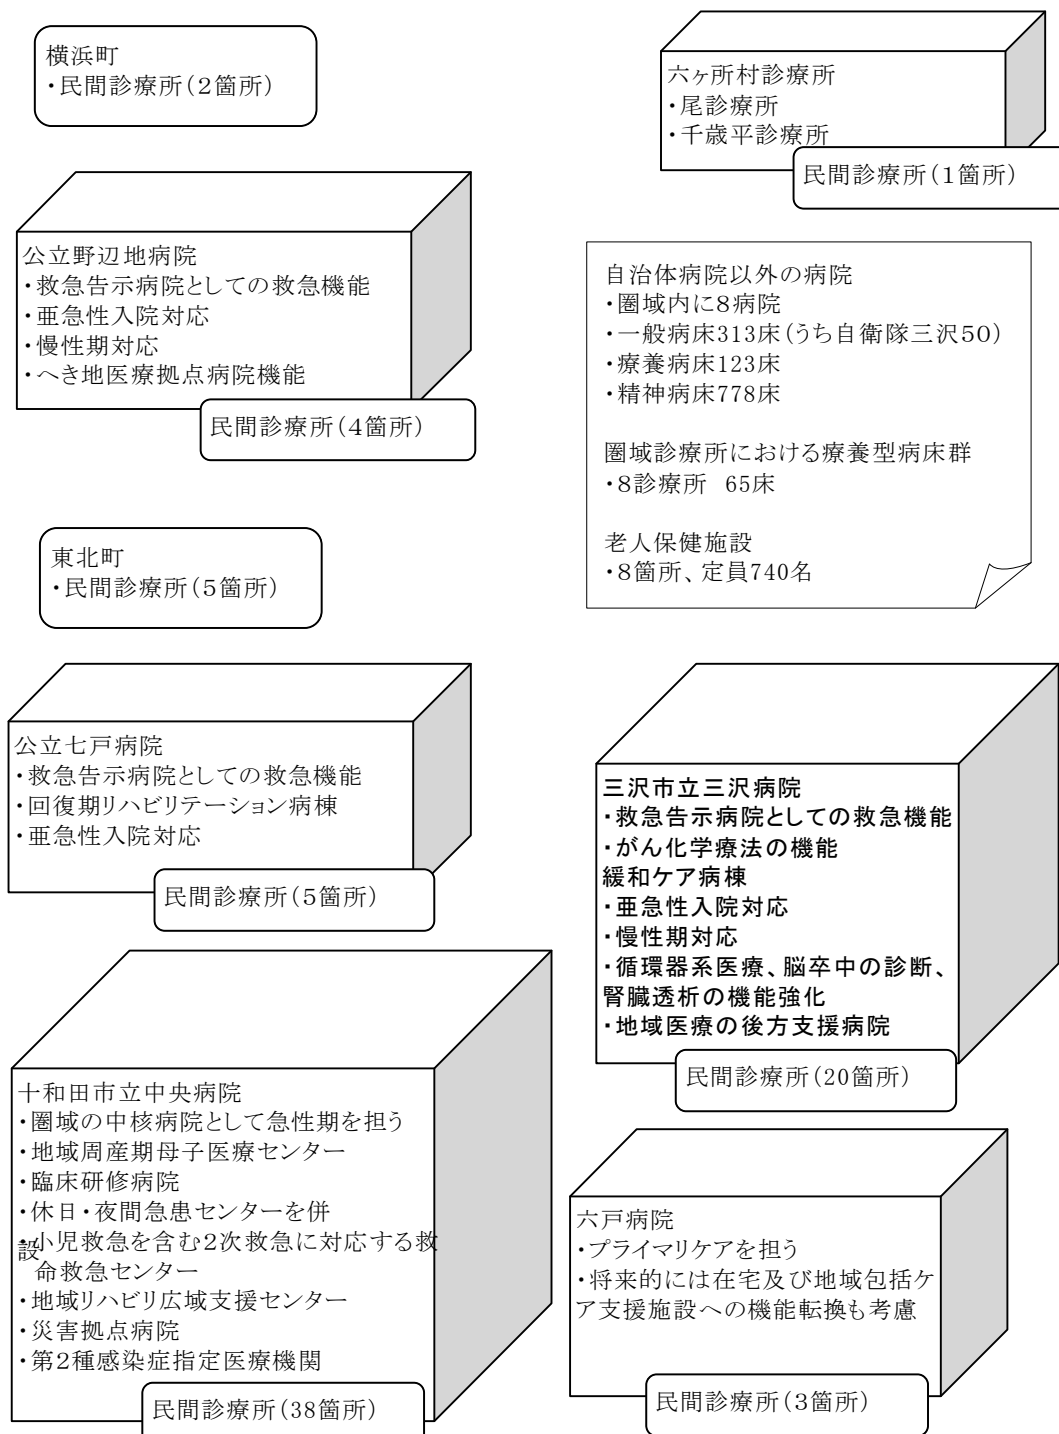 横浜町
・民間診療所(2箇所)
六ヶ所村診療所
・尾診療所
・千歳平診療所
民間診療所(1箇所)
公立野辺地病院
・救急告示病院としての救急機能
・亜急性入院対応
・慢性期対応
・へき地医療拠点病院機能
民間診療所(4箇所)
自治体病院以外の病院
・圏域内に8病院
・一般病床313床(うち自衛隊三沢50)
・療養病床123床
・精神病床778床
圏域診療所における療養型病床群
・8診療所 65床
老人保健施設
・8箇所、定員740名
東北町
・民間診療所(5箇所)
公立七戸病院
・救急告示病院としての救急機能
・回復期リハビリテーション病棟
・亜急性入院対応
民間診療所(5箇所)
三沢市立三沢病院
・救急告示病院としての救急機能
・がん化学療法の機能
緩和ケア病棟
・亜急性入院対応
・慢性期対応
・循環器系医療、脳卒中の診断、
腎臓透析の機能強化
・地域医療の後方支援病院
民間診療所(20箇所)
十和田市立中央病院
・圏域の中核病院として急性期を担う
・地域周産期母子医療センター
・臨床研修病院
・休日・夜間急患センターを併
設
・小児救急を含む2次救急に対応する救
命救急センター
・地域リハビリ広域支援センター
・災害拠点病院
・第2種感染症指定医療機関
民間診療所(38箇所)
六戸病院
・プライマリケアを担う
・将来的には在宅及び地域包括ケ
ア支援施設への機能転換も考慮
民間診療所(3箇所)